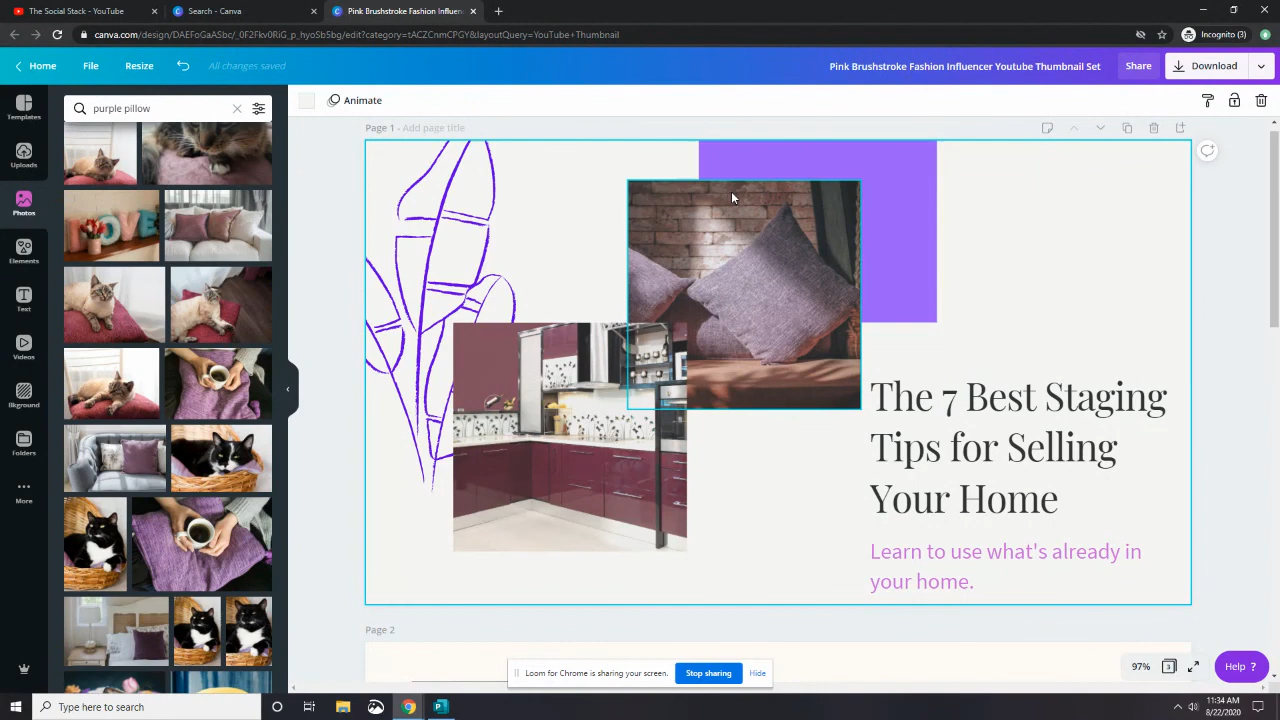 The Social Stack - YouTube
Search - Canva
Pink Brushstroke Fashion Influen
canva.com/design/DAEFoGaASbc/_0F2Fkv0RiG_p_hyoSbSbg/edit?category=tACZCnmCPGY&layoutQuery=YouTube+Thumbnail
Incognito (3)
Home
File
Resize
All changes saved
Pink Brushstroke Fashion Influencer Youtube Thumbnail Set
Share
Download
Templates
Uploads
Photos
Elements
Text
Videos
Bkground
Folders
More
purple pillow
LOVE
Animate
Page 1 - Add page title
The 7 Best Staging
Tips for Selling
Your Home
Learn to use what's already in
your home.
Page 2
Loom for Chrome is sharing your screen.
Stop sharing
Hide
97%
Help ?
Type here to search
11:34 AM
8/22/2020